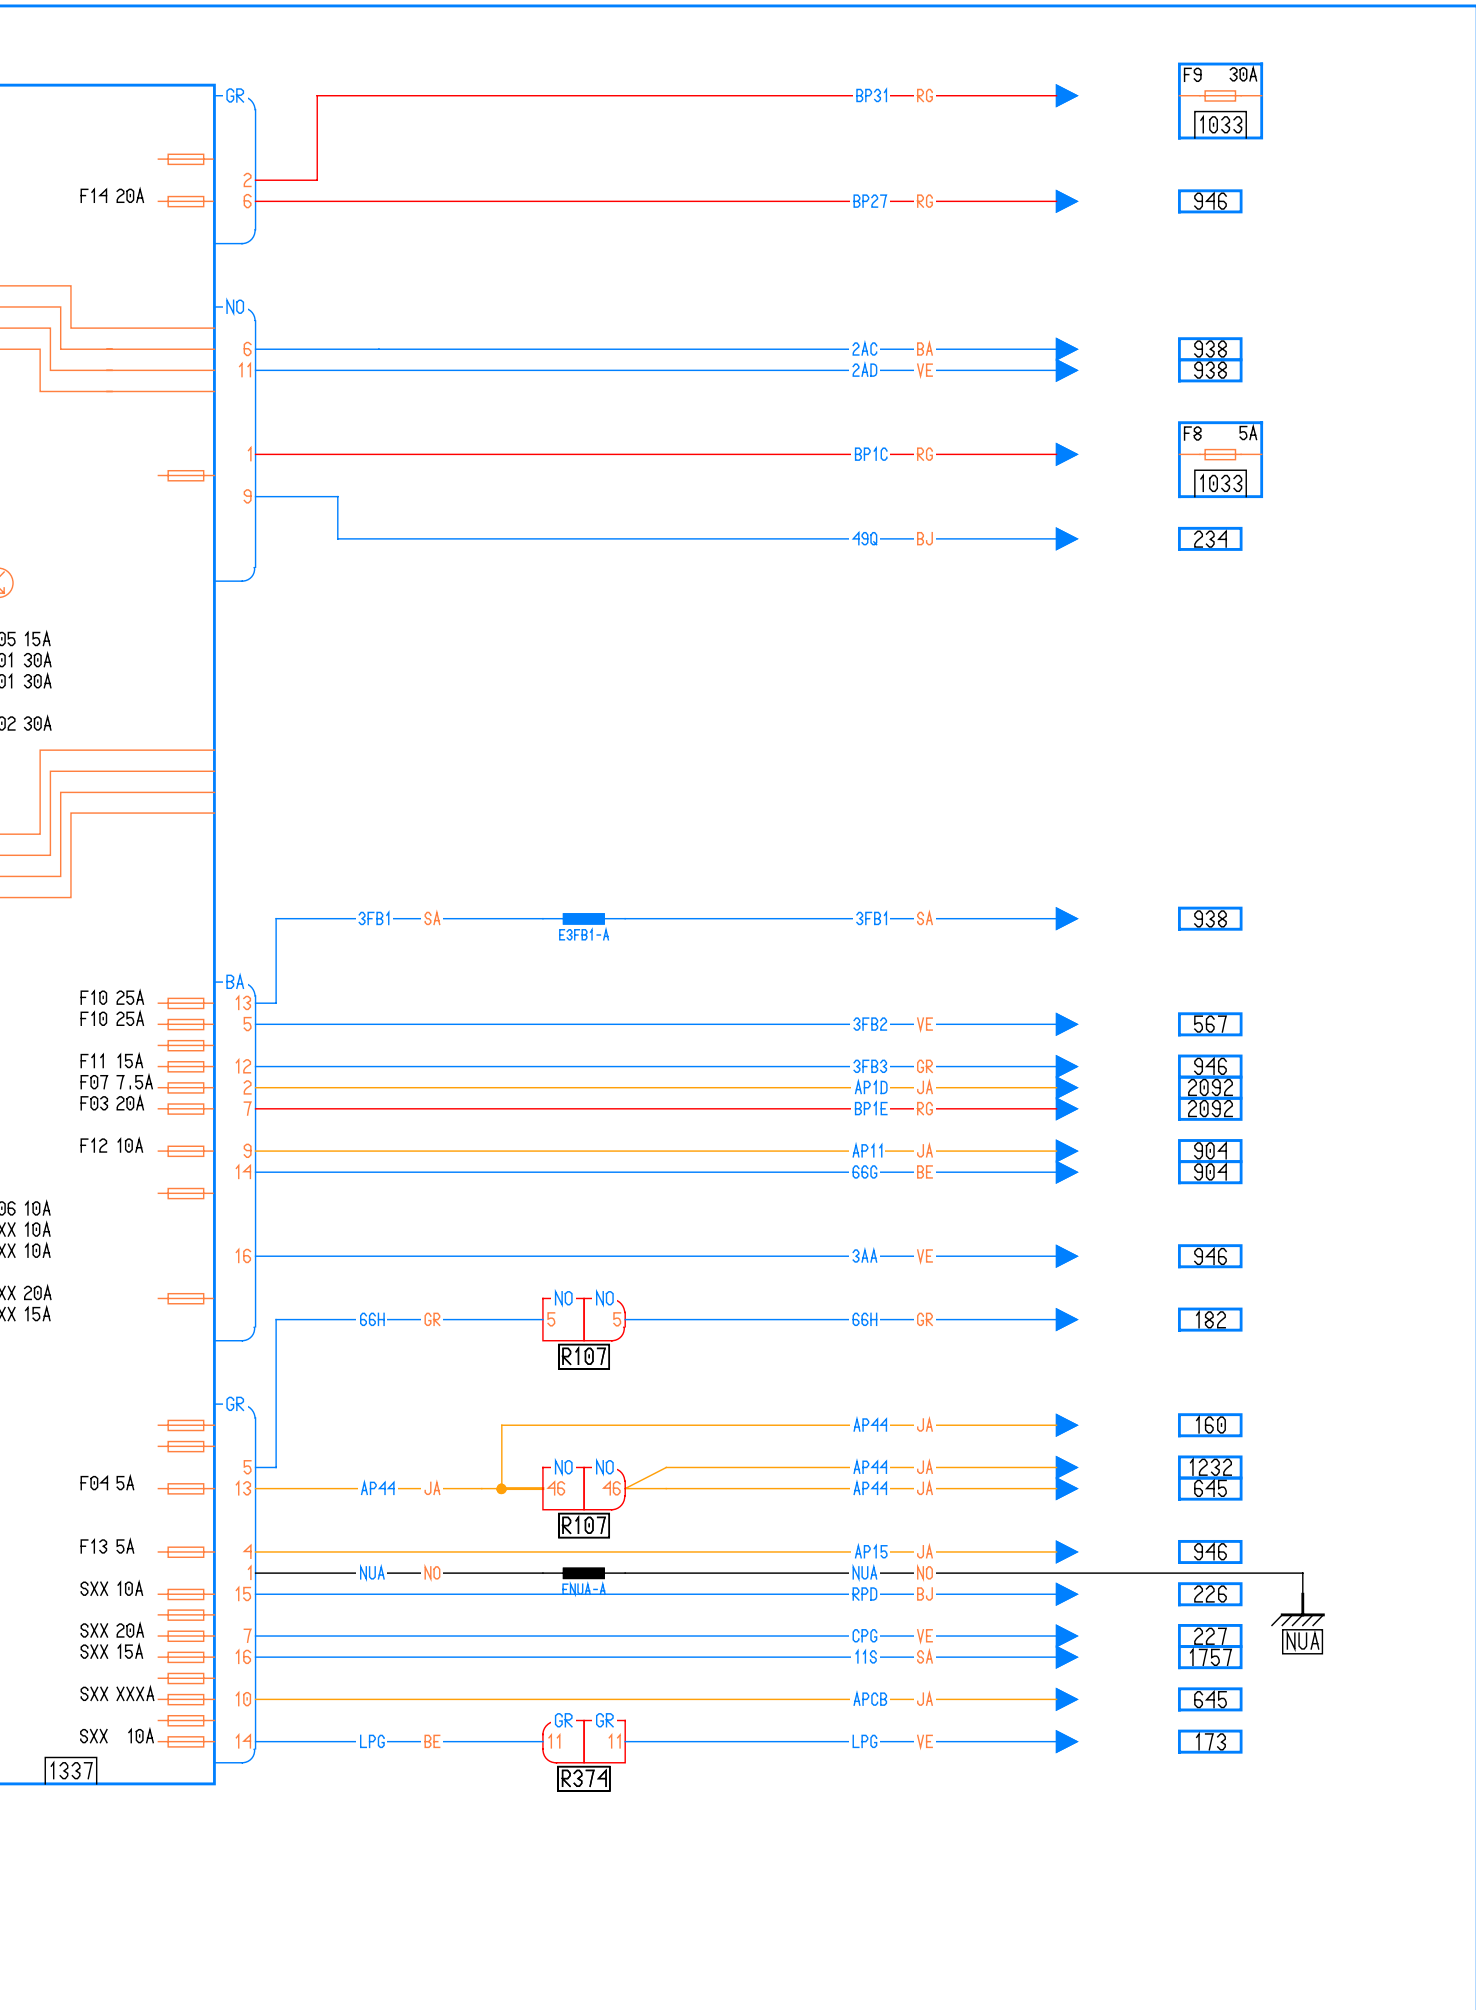 GR BP31 RG F9 30A
1033
2
F14 20A 6 BP27 RG 946
NO
6 2AC BA 938
11 2AD VE 938
F8 5A
1 BP1C RG
1033
9
49Q BJ 234
05 15A
01 30A
01 30A
02 30A
3FB1 SA 3FB1 SA 938
E3FB1-A
BA
F10 25A 13
F10 25A 5 3FB2 VE 567
F11 15A 12 3FB3 GR 946
F07 7.5A 2 AP1D JA 2092
F03 20A 7 BP1E RG 2092
F12 10A 9 AP11 JA 904
14 66G BE 904
06 10A
XX 10A
XX 10A 16 3AA VE 946
XX 20A NO NO
XX 15A 66H GR 5 5 66H GR 182
R107
GR
AP44 JA 160
5 NO NO AP44 JA 1232
F04 5A 13 AP44 JA 46 46 AP44 JA 645
R107
F13 5A 4 AP15 JA 946
1 NUA NO NUA NO
ENUA-A
SXX 10A 15 RPD BJ 226
SXX 20A 7 CPG VE 227 NUA
SXX 15A 16 11S SA 1757
SXX XXXA 10 APCB JA 645
GR GR
SXX 10A 14 LPG BE 11 11 LPG VE 173
1337 R374